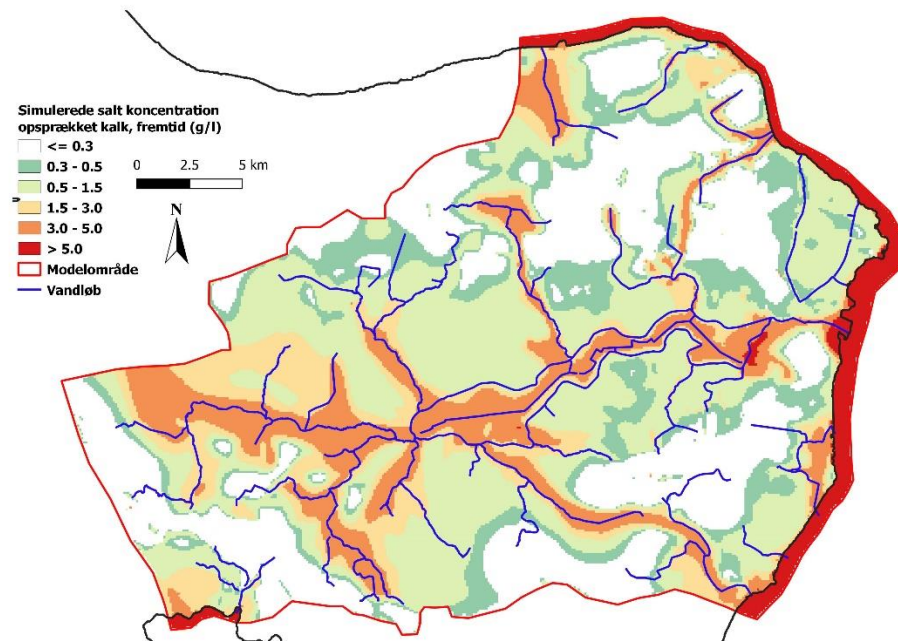 Simulerede salt koncentration
opsprækket kalk, fremtid (g/l)
<= 0.3
0.3 - 0.5
0.5 - 1.5
1.5 - 3.0
3.0 - 5.0
> 5.0
Modelområde
Vandløb
0 2.5 5 km
N